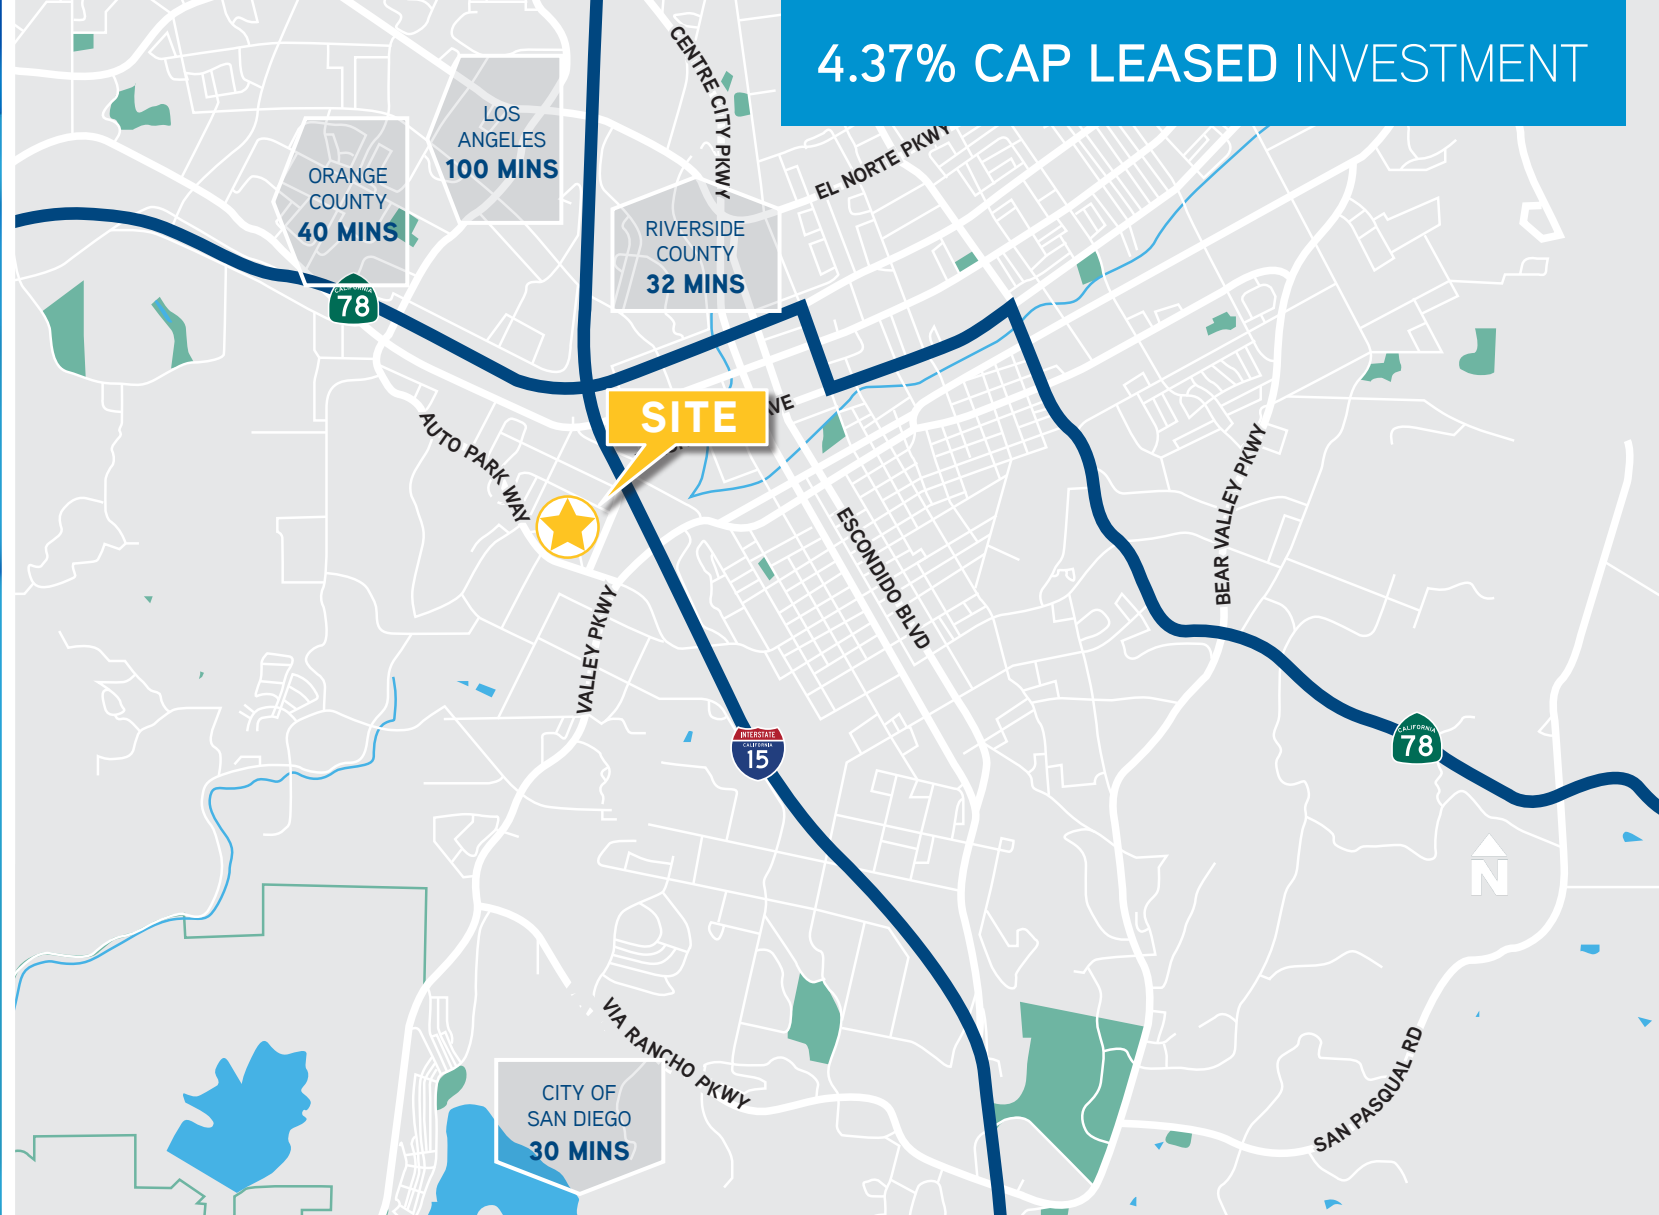 4.37% CAP LEASED INVESTMENT
CENTRE CITY PKWY
LOS
ANGELES
100 MINS
EL NORTE PKWY
ORANGE
COUNTY
40 MINS
RIVERSIDE
COUNTY
32 MINS
CALIFORNIA
78
SITE
AUTO PARK WAY
ESCONDIDO BLVD
BEAR VALLEY PKWY
VALLEY PKWY
INTERSTATE
CALIFORNIA
15
CALIFORNIA
78
N
VIA RANCHO PKWY
SAN PASQUAL RD
CITY OF
SAN DIEGO
30 MINS